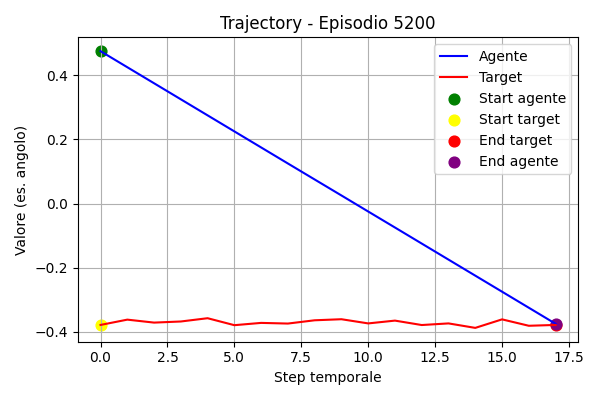 Trajectory - Episodio 5200
Valore (es. angolo)
0.4
0.2
0.0
−0.2
−0.4
0.0
2.5
5.0
7.5
10.0
12.5
15.0
17.5
Step temporale
Agente
Target
Start agente
Start target
End target
End agente